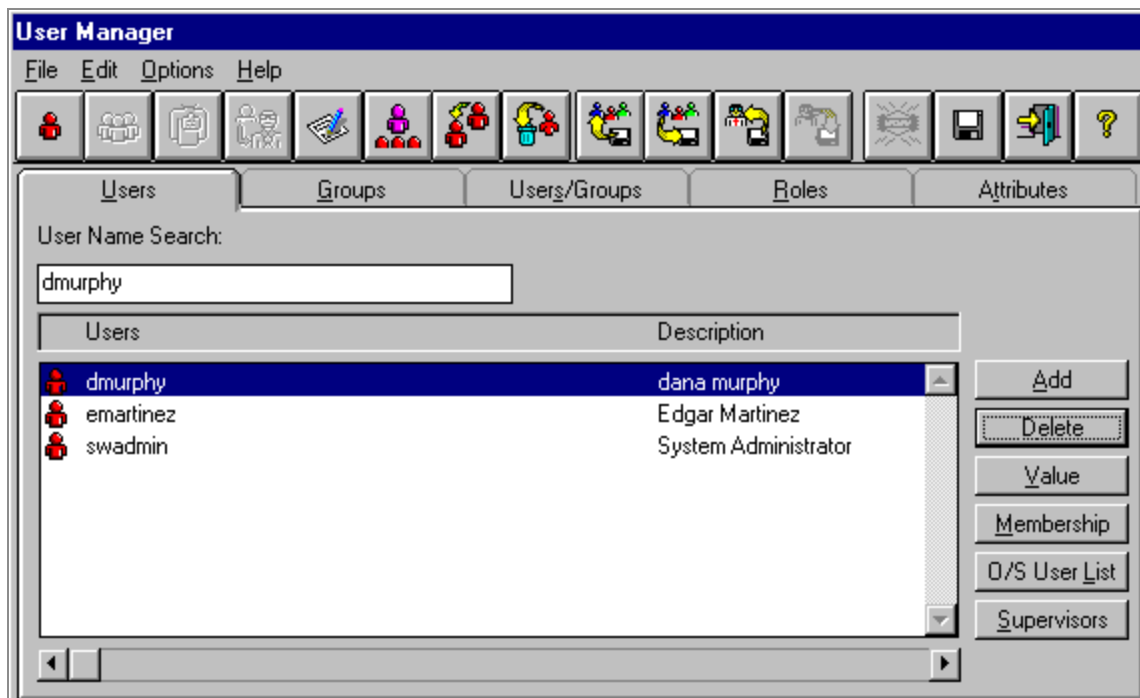 User Manager
File Edit Options Help
Users Groups Users/Groups Roles Attributes
User Name Search:
dmurphy
Users Description
dmurphy dana murphy
emartinez Edgar Martinez
swadmin System Administrator
Add
Delete
Value
Membership
O/S User List
Supervisors